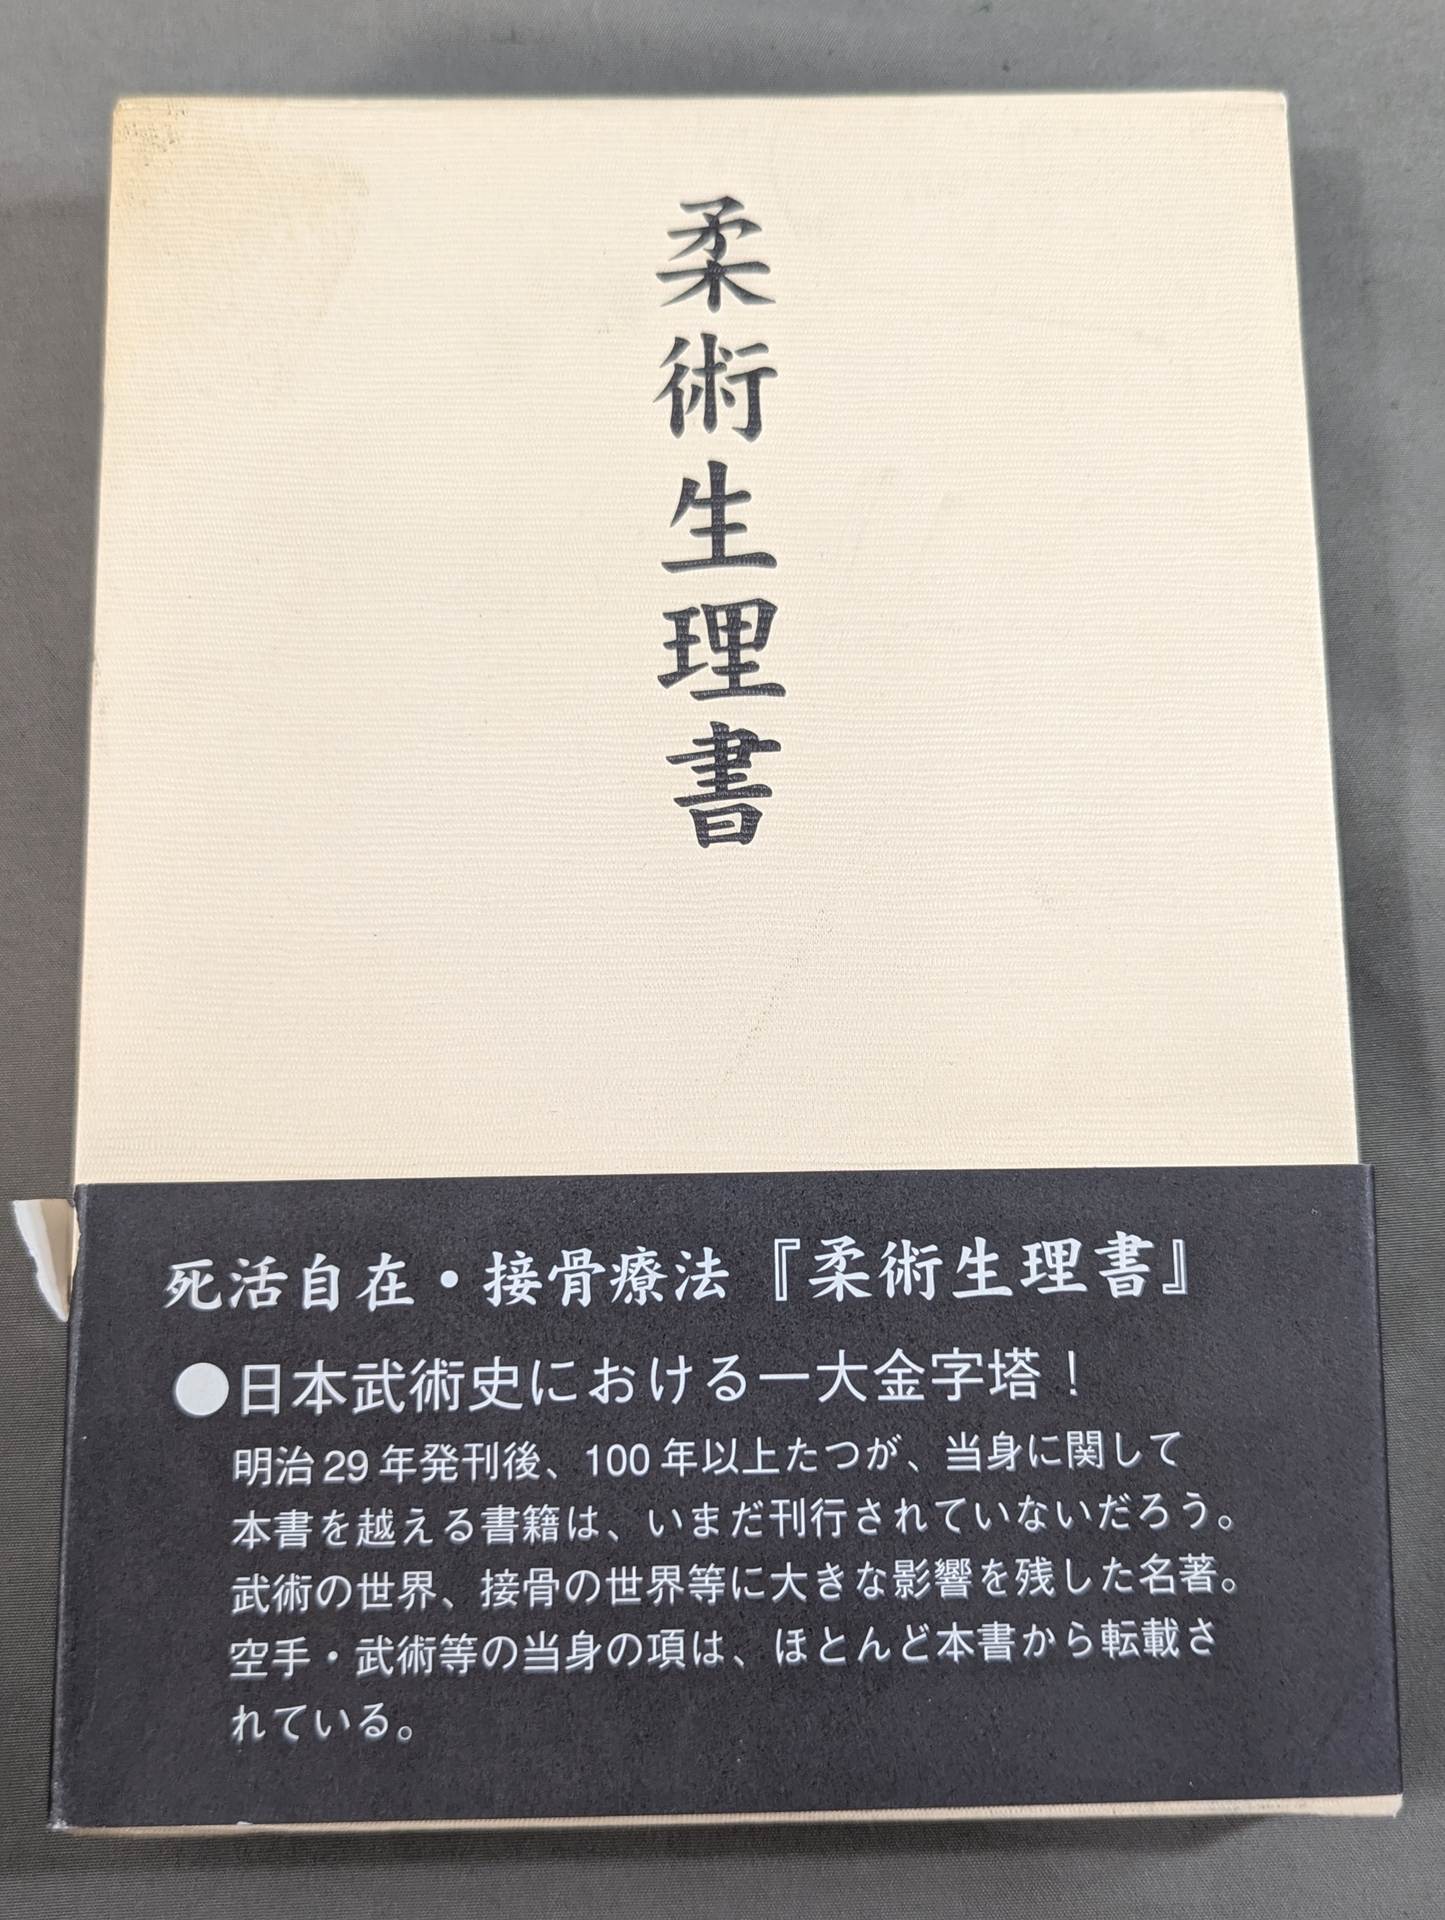 柔術生理書
死活自在・接骨療法『柔術生理書』
●日本武術史における一大金字塔！
明治29年発刊後、100年以上たつが、当身に関して
本書を越える書籍は、いまだ刊行されていないだろう。
武術の世界、接骨の世界等に大きな影響を残した名著。
空手・武術等の当身の項は、ほとんど本書から転載さ
れている。